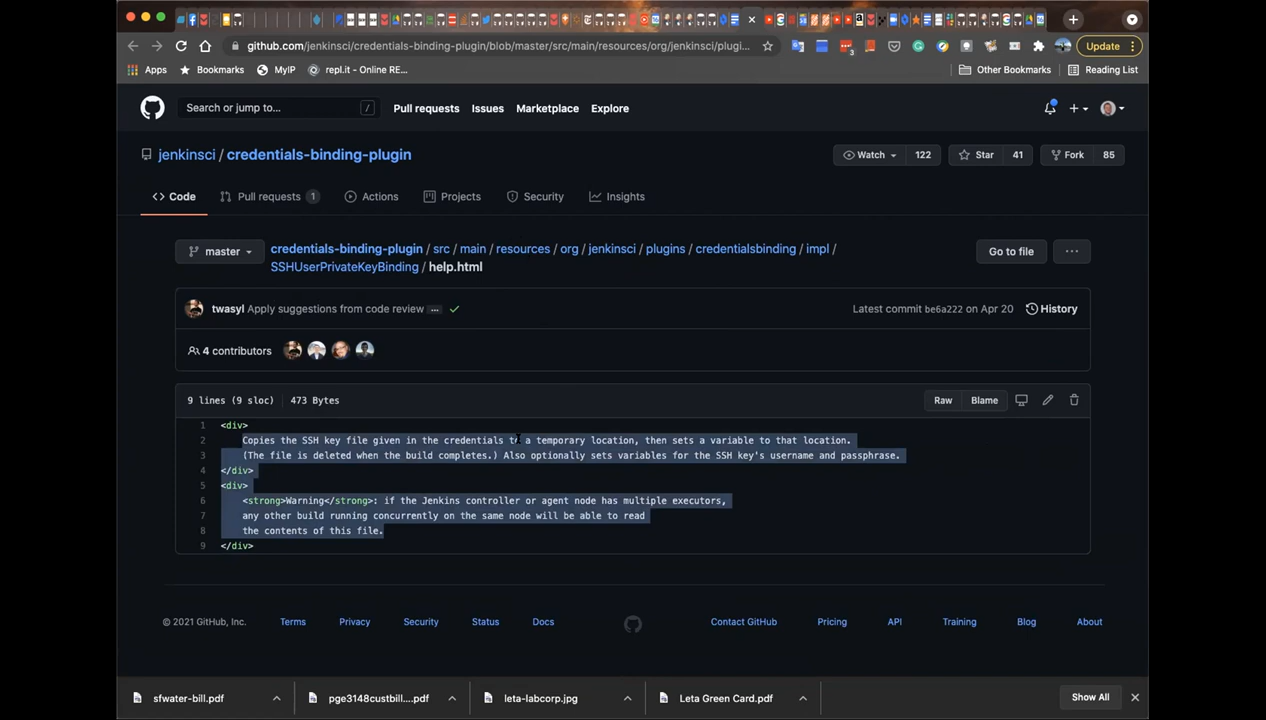 Update
github.com/jenkinsci/credentials-binding-plugin/blob/master/src/main/resources/org/jenkinsci/plugi...
3
Apps
Bookmarks
MyIP
repl.it - Online RE...
Other Bookmarks
Reading List
Search or jump to...
/
Pull requests
Issues
Marketplace
Explore
jenkinsci / credentials-binding-plugin
Watch 122
Star 41
Fork 85
<> Code
Pull requests 1
Actions
Projects
Security
Insights
master
credentials-binding-plugin / src / main / resources / org / jenkinsci / plugins / credentialsbinding / impl /
SSHUserPrivateKeyBinding / help.html
Go to file
...
twasyl Apply suggestions from code review ...
Latest commit be6a222 on Apr 20
History
4 contributors
9 lines (9 sloc)
473 Bytes
Raw
Blame
1 <div>
2 Copies the SSH key file given in the credentials to a temporary location, then sets a variable to that location.
3 (The file is deleted when the build completes.) Also optionally sets variables for the SSH key's username and passphrase.
4 </div>
5 <div>
6 <strong>Warning</strong>: if the Jenkins controller or agent node has multiple executors,
7 any other build running concurrently on the same node will be able to read
8 the contents of this file.
9 </div>
© 2021 GitHub, Inc.
Terms
Privacy
Security
Status
Docs
Contact GitHub
Pricing
API
Training
Blog
About
sfwater-bill.pdf
pge3148custbill....pdf
leta-labcorp.jpg
Leta Green Card.pdf
Show All